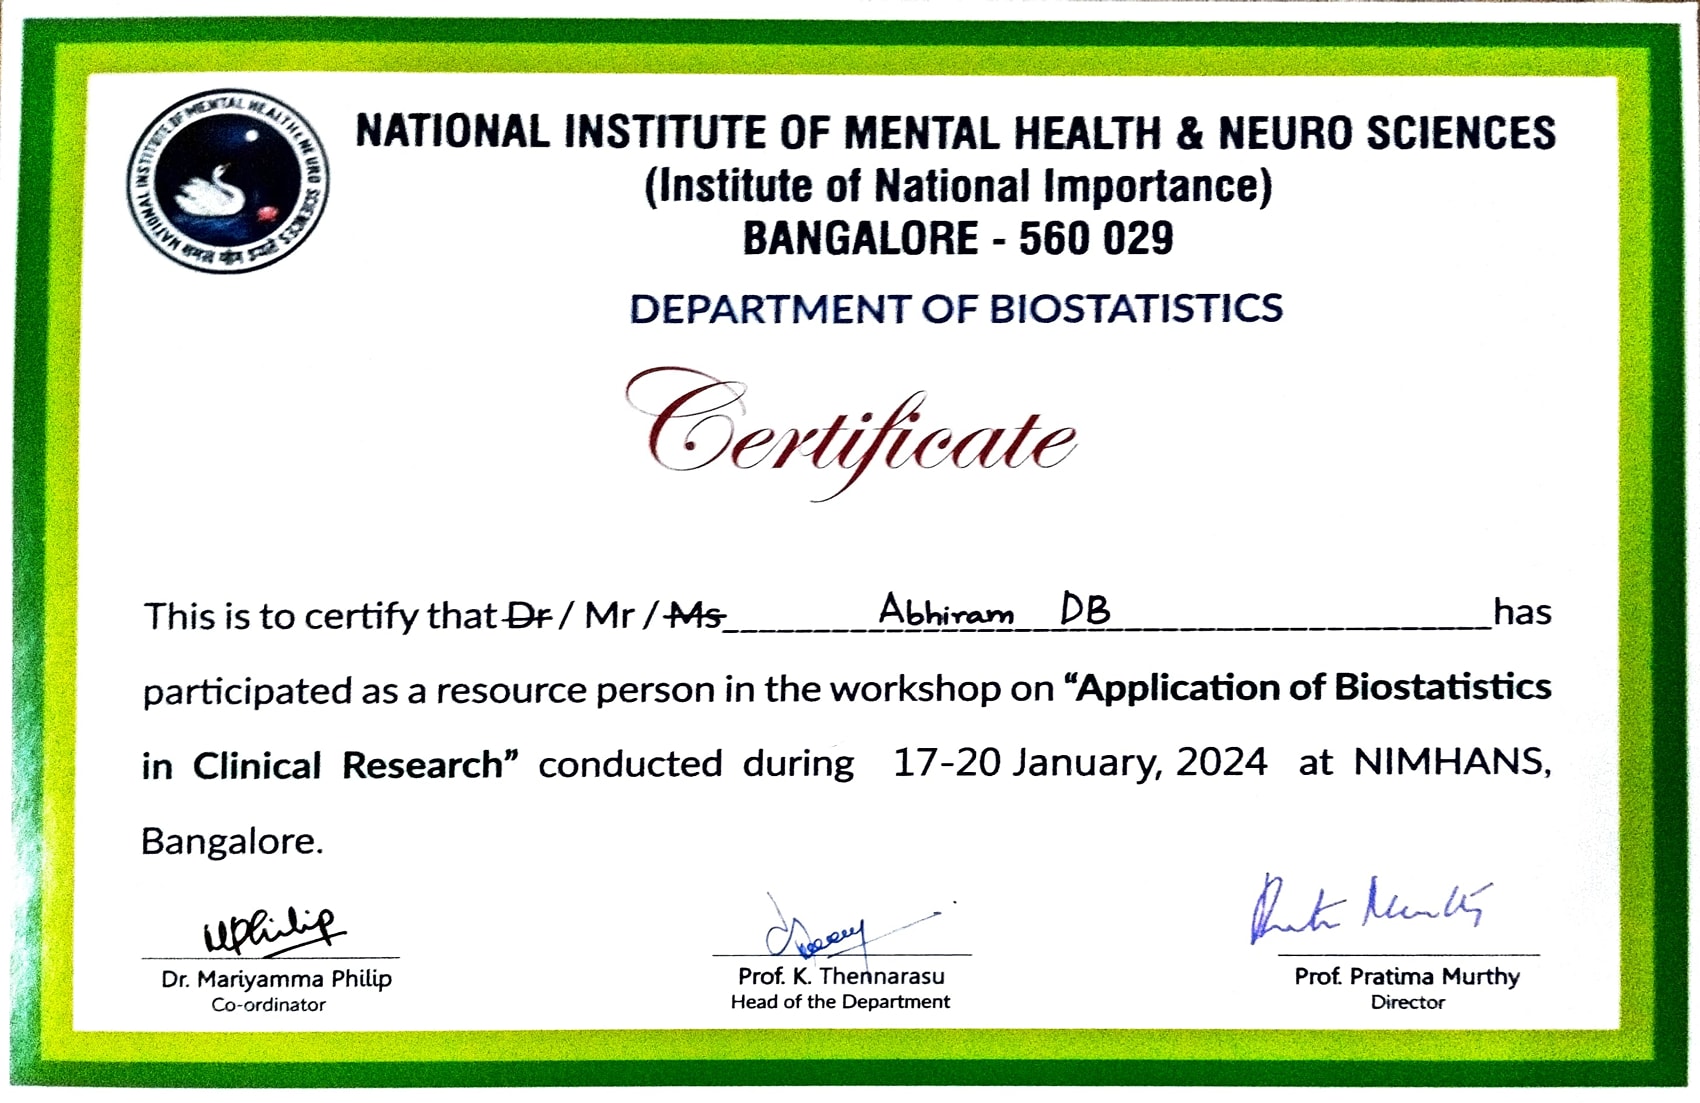 NATIONAL INSTITUTE OF MENTAL HEALTH & NEURO SCIENCES
NATIONAL INSTITUTE OF MENTAL HEALTH & NEURO SCIENCES
(Institute of National Importance)
BANGALORE - 560 029
DEPARTMENT OF BIOSTATISTICS
Certificate
This is to certify that Dr / Mr / Ms Abhiram DB has
participated as a resource person in the workshop on “Application of Biostatistics
in Clinical Research” conducted during 17-20 January, 2024 at NIMHANS,
Bangalore.
MPhilip
Pratima Murthy
Dr. Mariyamma Philip
Co-ordinator
Prof. K. Thennarasu
Head of the Department
Prof. Pratima Murthy
Director